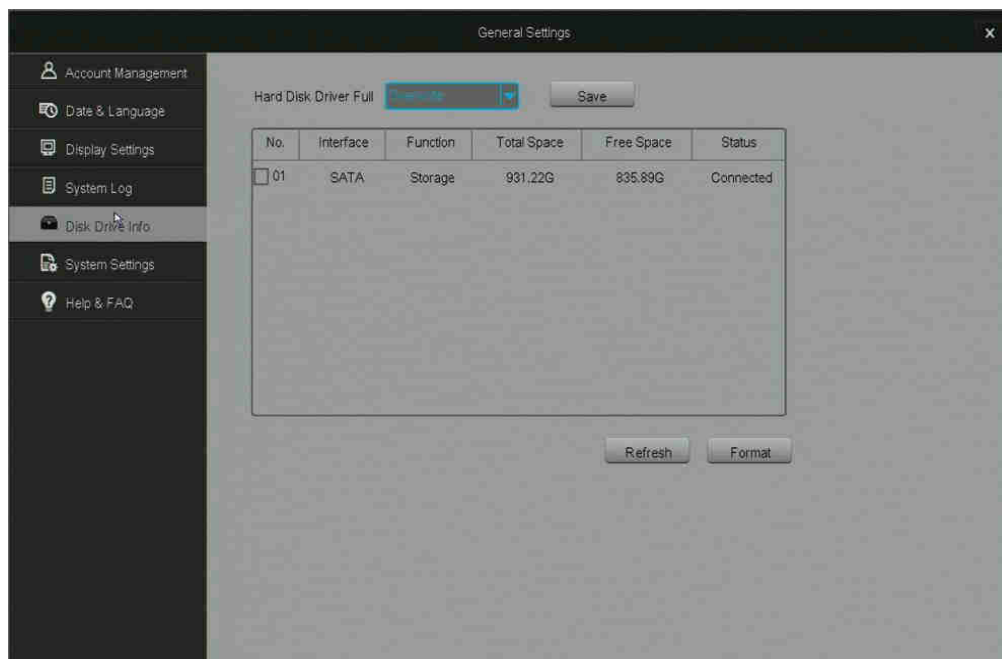 General Settings
X
Account Management
Date & Language
Display Settings
System Log
Disk Drive Info
System Settings
Help & FAQ
Hard Disk Driver Full Overwrite
Save
No. Interface Function Total Space Free Space Status
01 SATA Storage 931.22G 835.89G Connected
Refresh Format